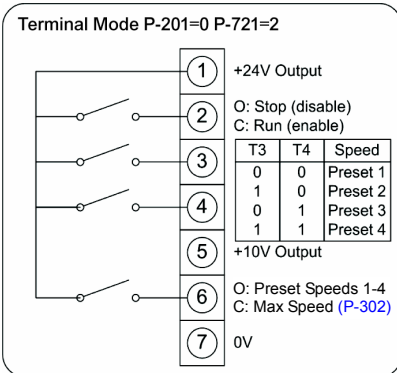 Terminal Mode P-201=0 P-721=2
1 +24V Output
2 O: Stop (disable)
C: Run (enable)
3 T3 T4 Speed
0 0 Preset 1
1 0 Preset 2
4 0 1 Preset 3
1 1 Preset 4
5 +10V Output
6 O: Preset Speeds 1-4
C: Max Speed (P-302)
7 0V